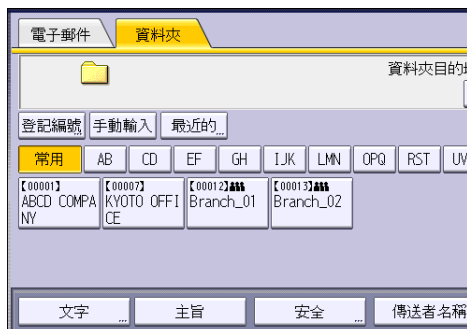 電子郵件 資料夾
資料夾目的地
登記編號 手動輸入 最近的
常用 AB CD EF GH IJK LMN OPQ RST UV
【00001】 【00007】 【00012】 【00013】
ABCD COMPA KYOTO OFFI Branch_01 Branch_02
NY CE
文字 主旨 安全 傳送者名稱